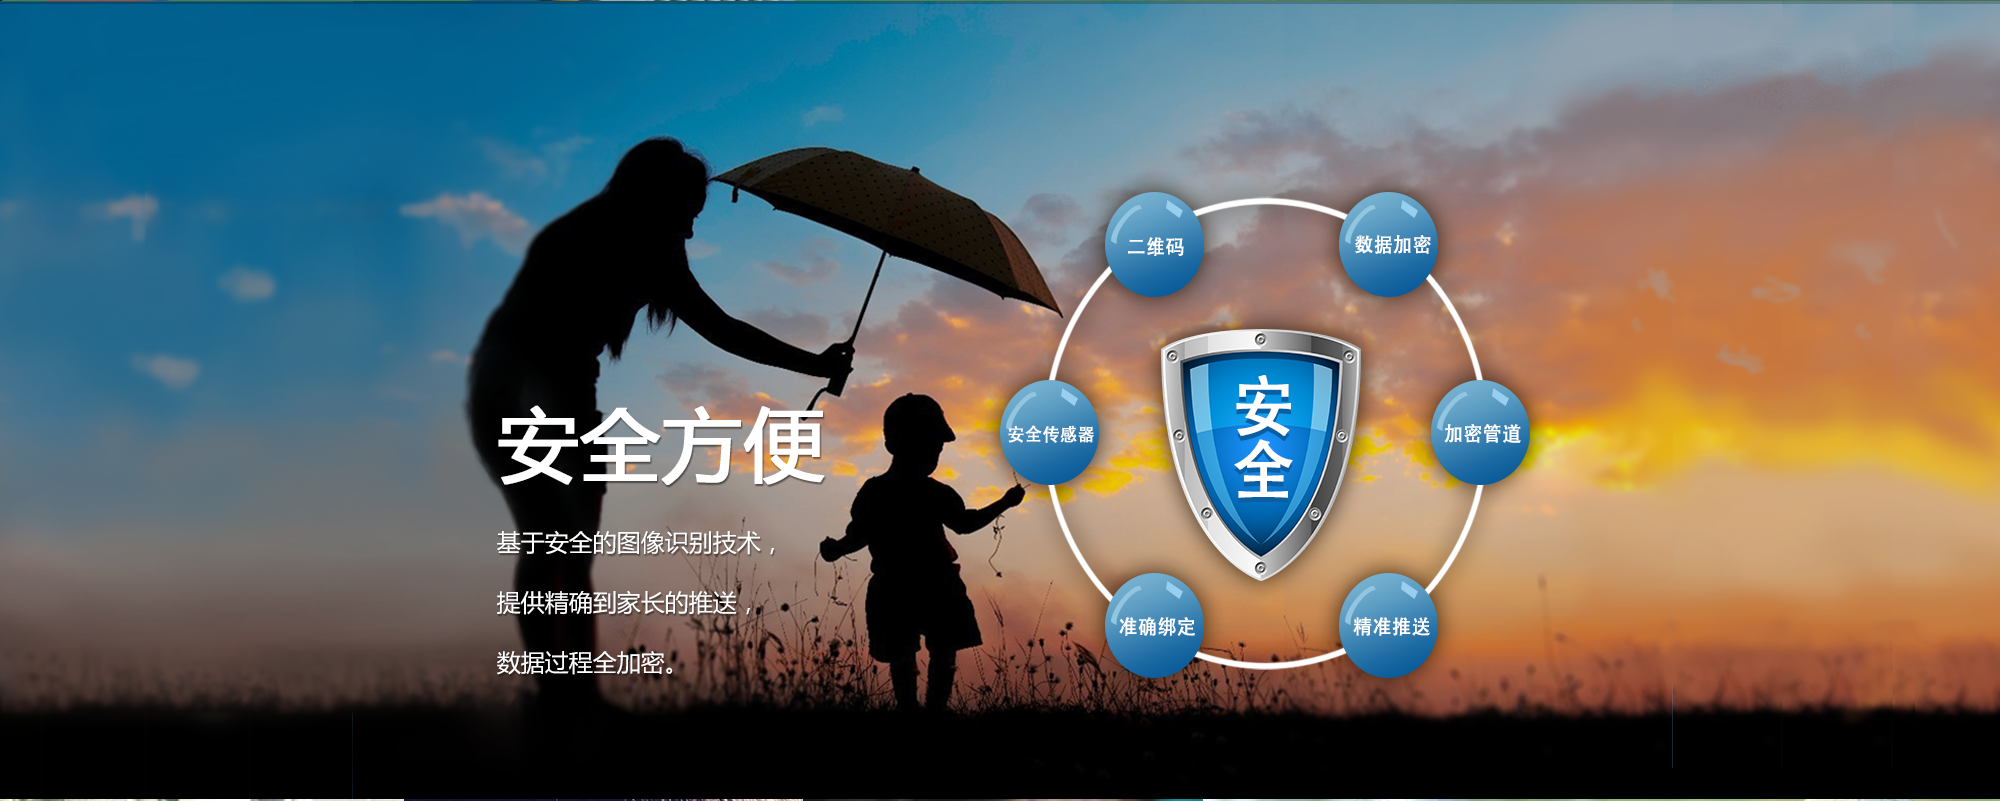 安全方便
基于安全的图像识别技术，
提供精确到家长的推送，
数据过程全加密。
二维码
数据加密
安全传感器
安全
加密管道
准确绑定
精准推送